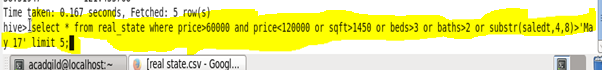 Time taken: 0.167 seconds, Fetched: 5 row(s)
hive> select * from real_state where price>60000 and price<120000 or sqft>1450 or beds>3 or baths>2 or substr(saledt,4,8)>'Ma
y 17' limit 5;
acadgild@localhost:~
[real state.csv - Googl...